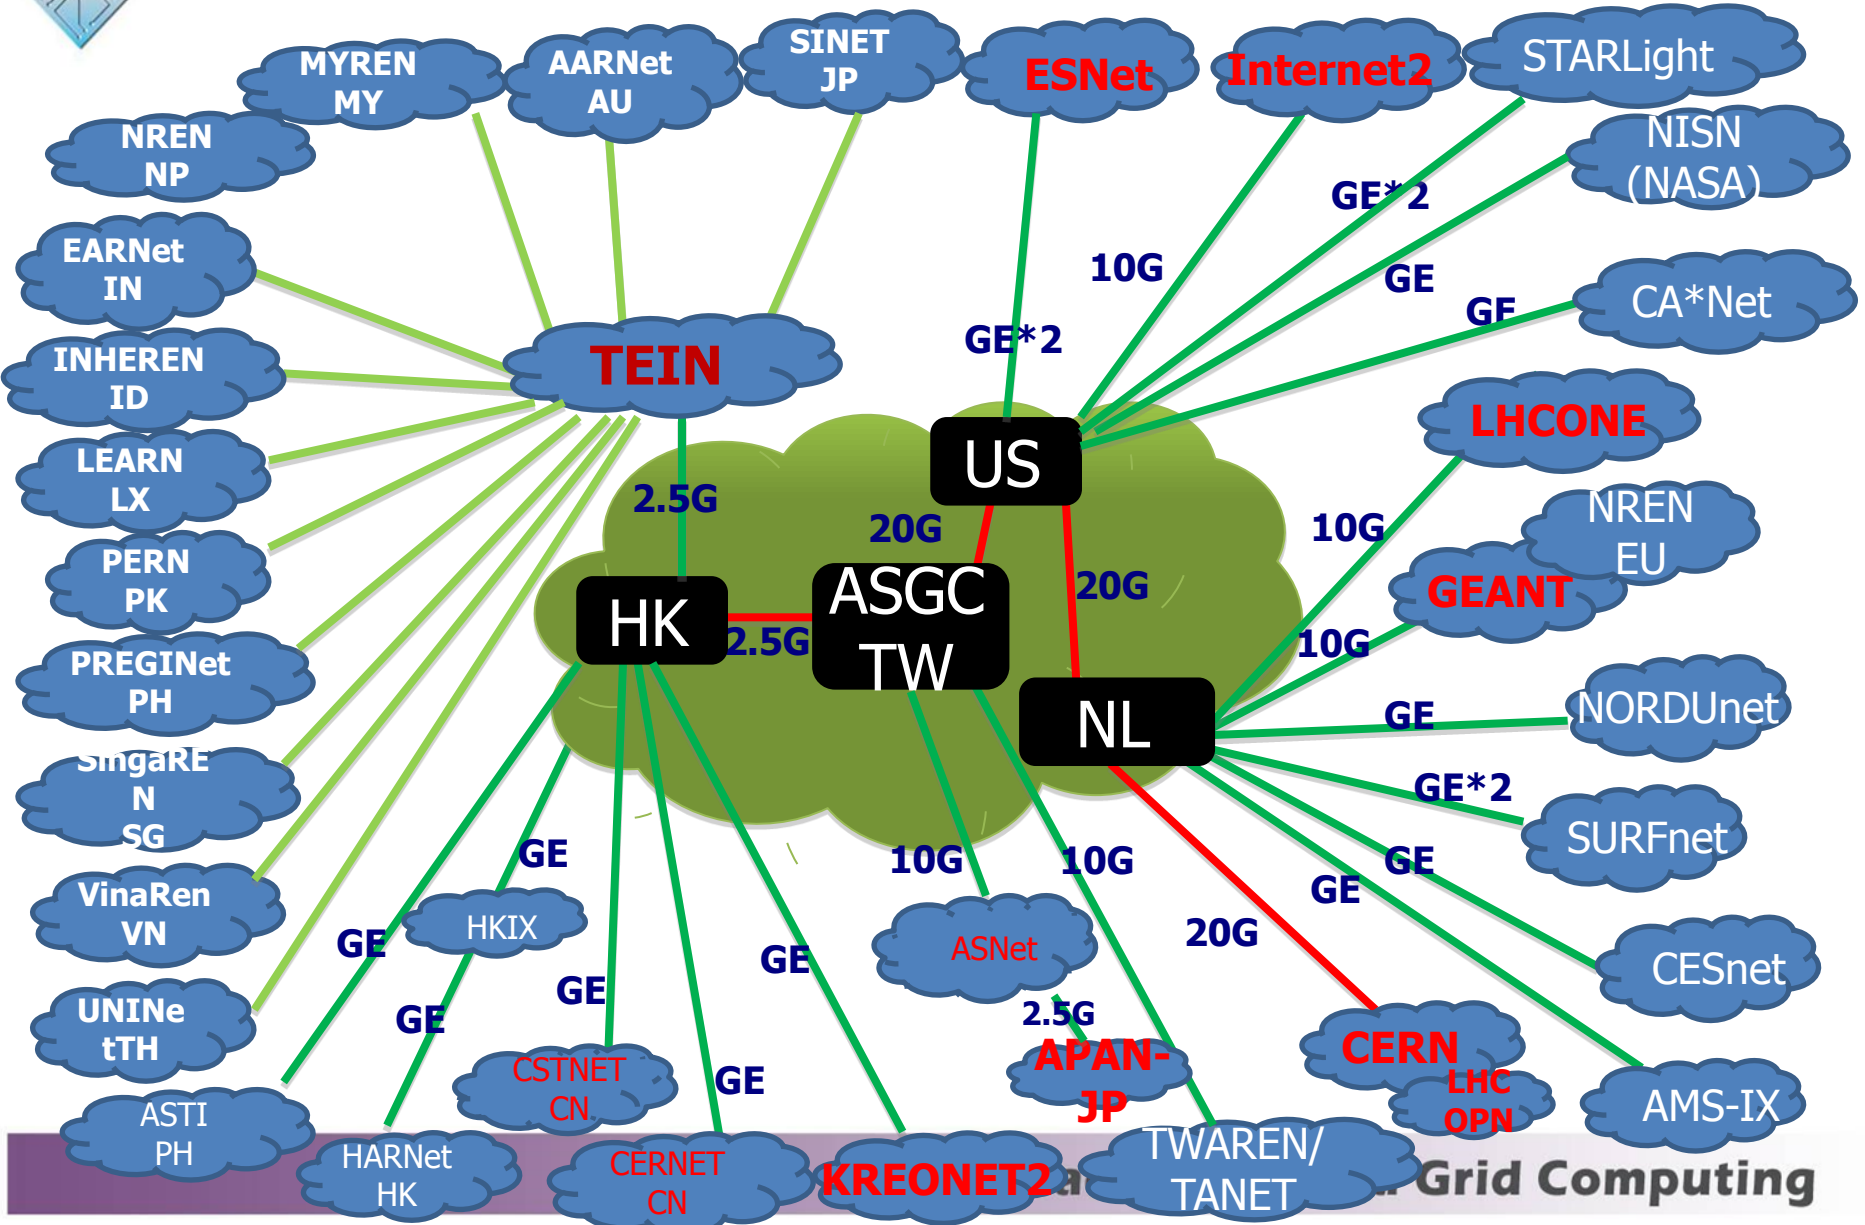 MYREN
MY
AARNet
AU
SINET
JP
ESNet
Internet2
STARLight
NREN
NP
NISN
(NASA)
GE*2
EARNet
IN
10G
GE
CA*Net
GE
GE*2
INHEREN
ID
TEIN
LHCONE
LEARN
LX
US
2.5G
20G
10G
NREN
EU
PERN
PK
HK
ASGC
TW
20G
GEANT
2.5G
10G
PREGINet
PH
NL
GE
NORDUnet
SingaRE
N
SG
GE*2
SURFnet
GE
10G
10G
GE
GE
VinaRen
VN
HKIX
GE
GE
ASNet
20G
CESnet
UNINe
tTH
GE
GE
2.5G
CERN
LHC
OPN
APAN-
JP
CSTNET
CN
GE
AMS-IX
ASTI
PH
HARNet
HK
CERNET
CN
KREONET2
TWAREN/
TANET
Grid Computing